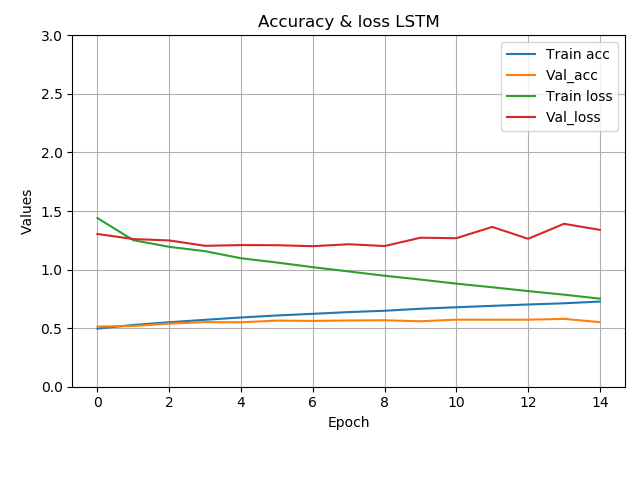 Accuracy & loss LSTM
3.0
2.5
2.0
1.5
1.0
0.5
0.0
Values
Train acc
Val_acc
Train loss
Val_loss
0 2 4 6 8 10 12 14
Epoch